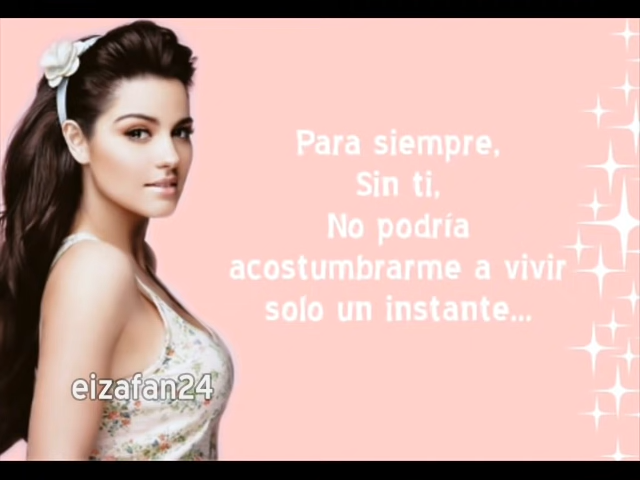 Para siempre,
Sin ti,
No podría
acostumbrarme a vivir
solo un instante...
eizafan24